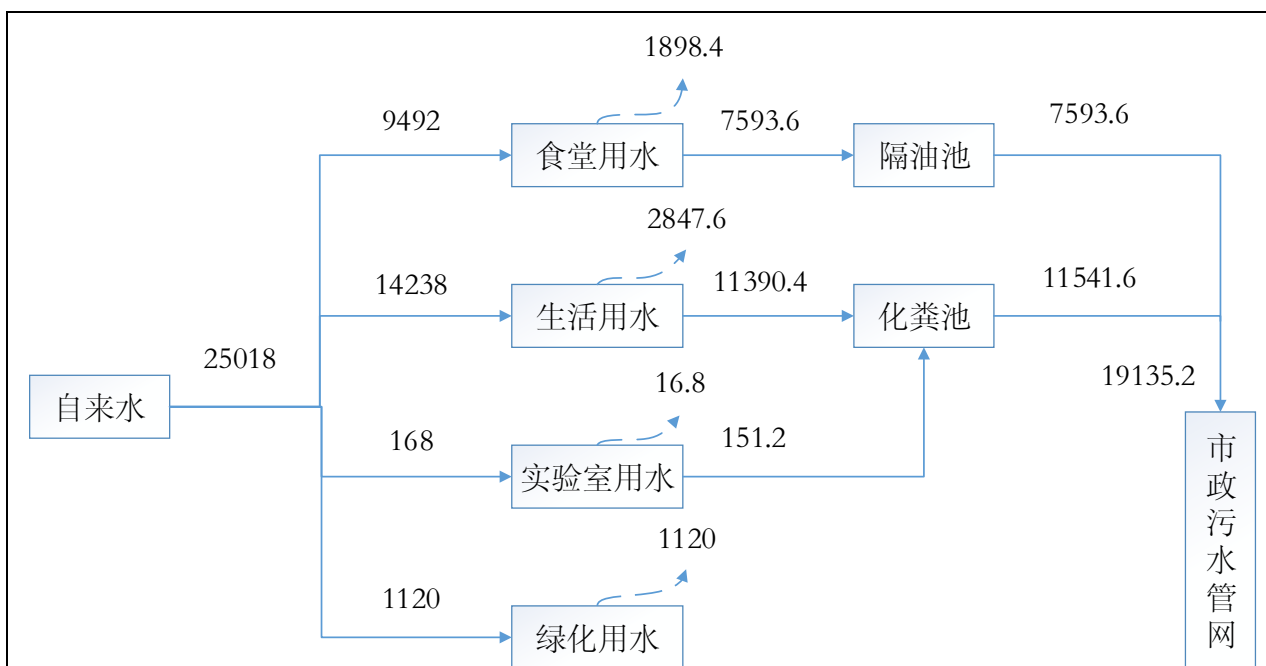 1898.4
9492
食堂用水
7593.6
隔油池
7593.6
2847.6
14238
生活用水
11390.4
化粪池
11541.6
25018
自来水
16.8
19135.2
168
实验室用水
151.2
市政污水管网
1120
1120
绿化用水